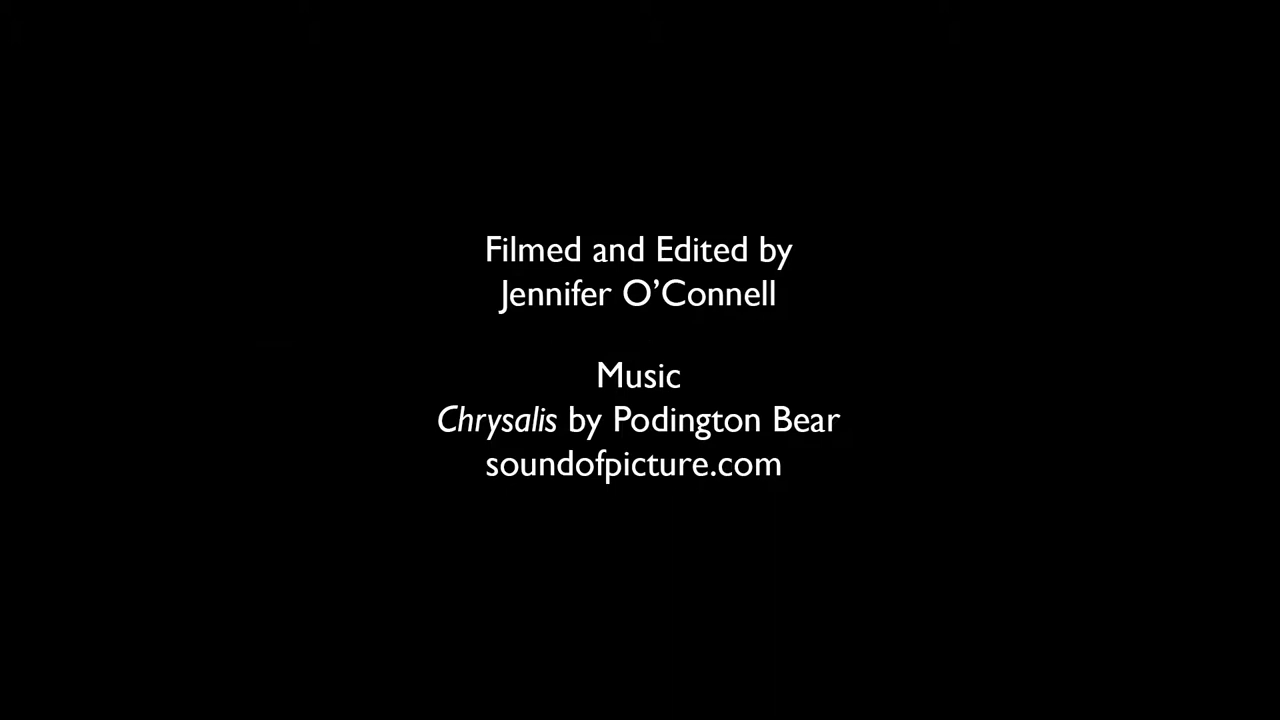 Filmed and Edited by
Jennifer O’Connell
Music
Chrysalis by Podington Bear
soundofpicture.com